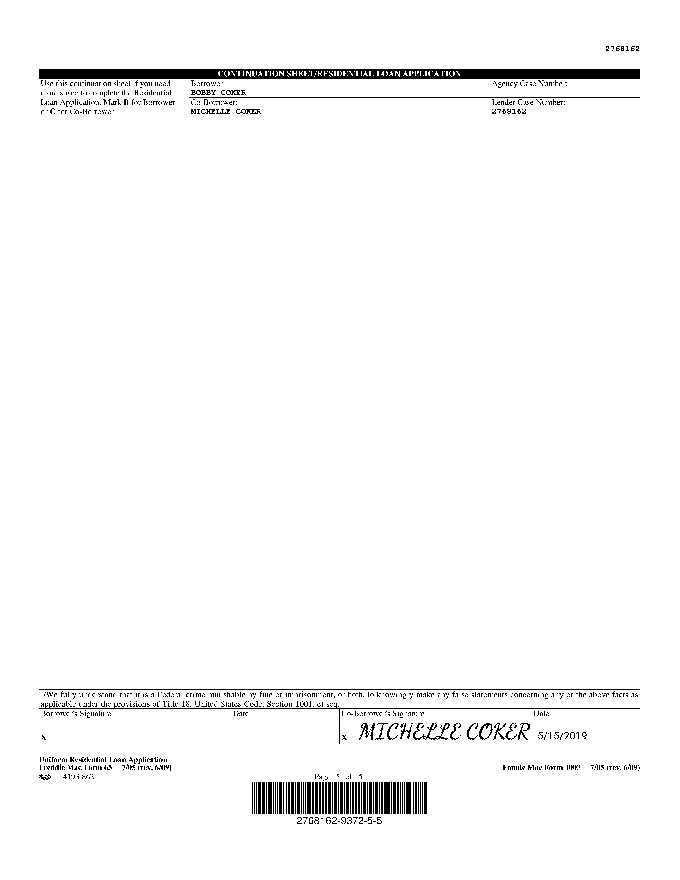 2768162
CONTINUATION SHEET/RESIDENTIAL LOAN APPLICATION
Use this continuation sheet if you need
more space to complete the Residential
Loan Application. Mark B for Borrower
or C for Co-Borrower.
Borrower:
BOBBY COKER
Agency Case Number:
Co-Borrower:
MICHELLE COKER
Lender Case Number:
2768162
I/We fully understand that it is a Federal crime punishable by fine or imprisonment, or both, to knowingly make any false statements concerning any of the above facts as
applicable under the provisions of Title 18, United States Code, Section 1001, et seq.
Borrower's Signature
Date
Co-Borrower's Signature
Date
X
X MICHELLE COKER 5/15/2019
Uniform Residential Loan Application
Freddie Mac Form 65 7/05 (rev. 6/09)
Fannie Mae Form 1003 7/05 (rev. 6/09)
Page 5 of 5
2768162-9372-5-5